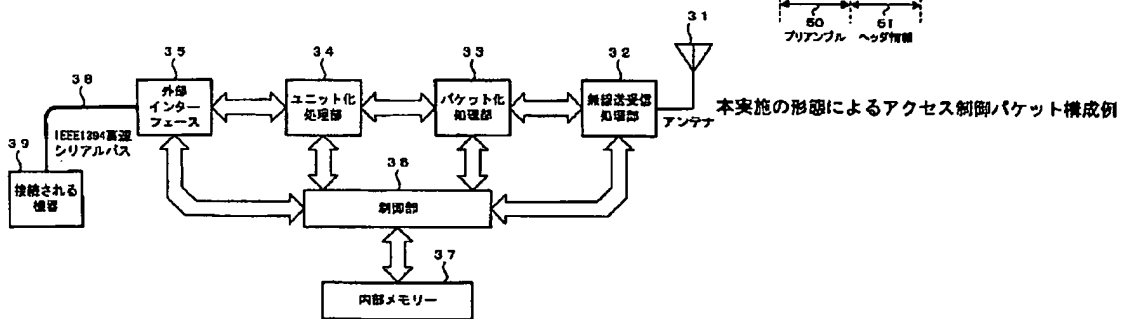 50
51
プリアンブル
ヘッダ情報
31
35
34
33
32
38
外部
インター
フェース
ユニット化
処理部
パケット化
処理部
無線送受信
処理部
アンテナ
本実施の形態によるアクセス制御パケット構成例
IEEE1394高速
シリアルバス
39
接続される
機器
36
制御部
37
内部メモリー